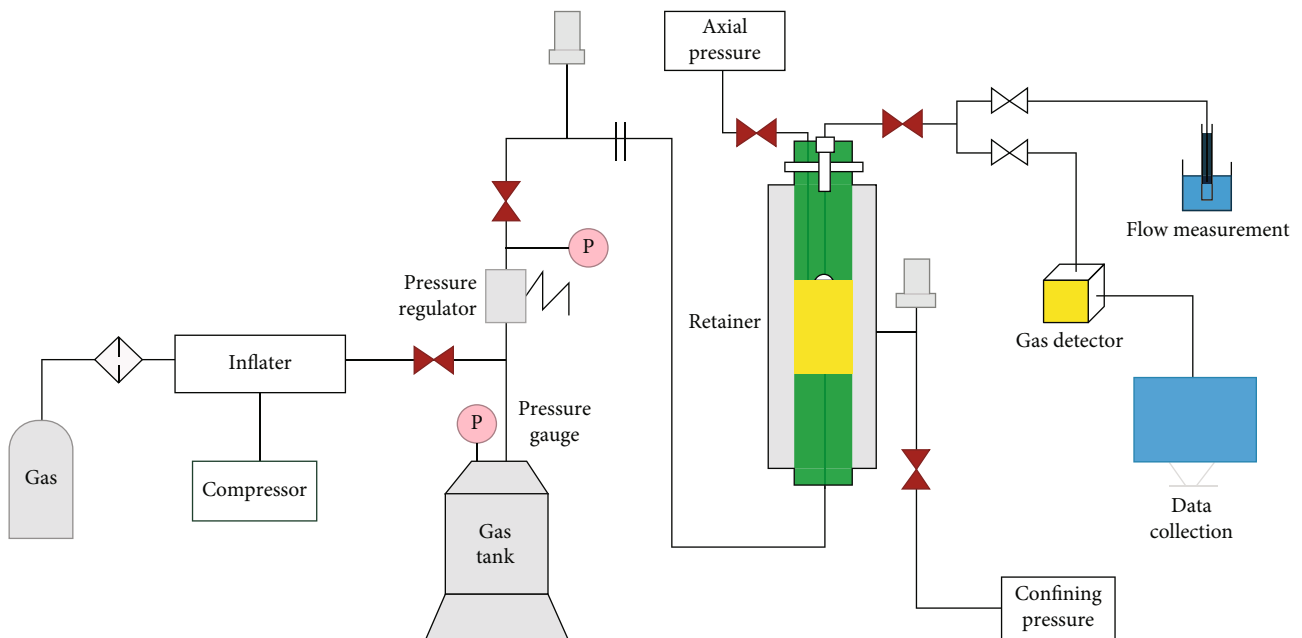 Axial
pressure
P
Pressure
regulator
Flow measurement
Retainer
Gas detector
Inflater
Pressure
gauge
P
Gas
Compressor
Gas
tank
Data
collection
Confining
pressure